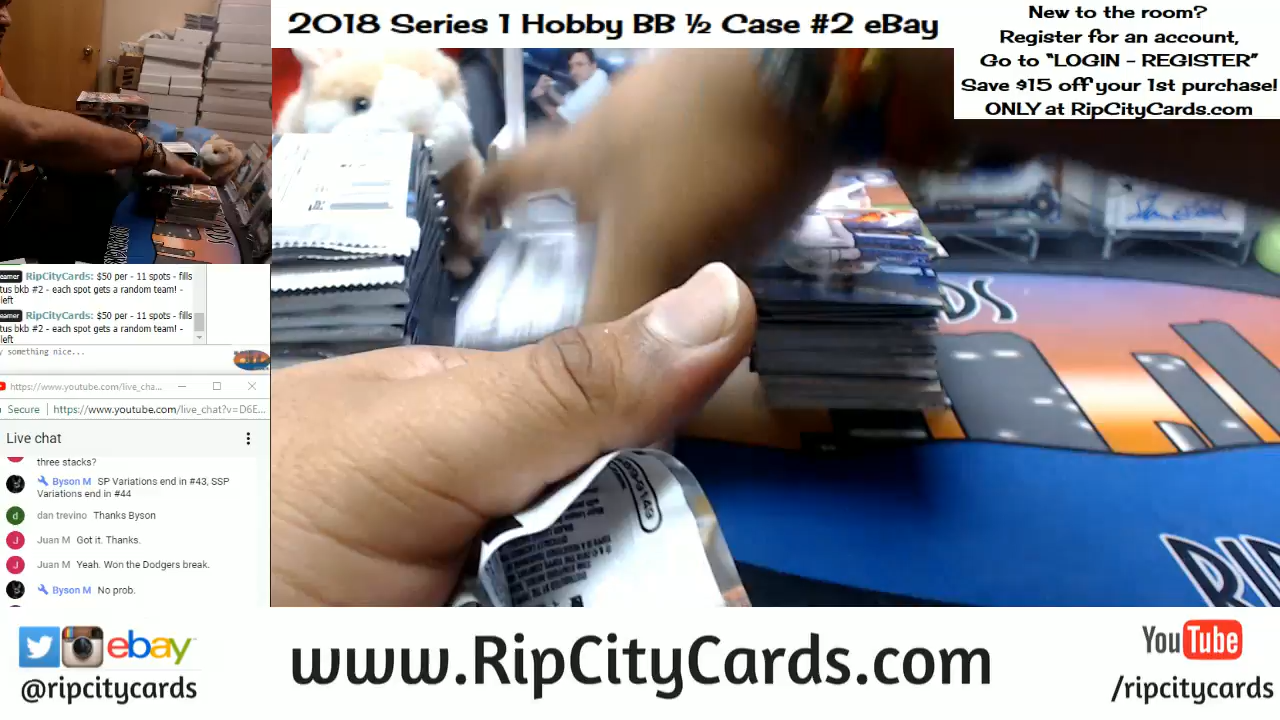 2018 Series 1 Hobby BB ½ Case #2 eBay
New to the room?
Register for an account,
Go to "LOGIN - REGISTER"
Save $15 off your 1st purchase!
ONLY at RipCityCards.com
eamer RipCityCards: $50 per - 11 spots - fills
tus bkb #2 - each spot gets a random team! -
left
eamer RipCityCards: $50 per - 11 spots - fills
tus bkb #2 - each spot gets a random team! -
left
y something nice...
https://www.youtube.com/live_cha...
Secure https://www.youtube.com/live_chat?v=D6E...
Live chat
three stacks?
Byson M SP Variations end in #43, SSP
Variations end in #44
dan trevino Thanks Byson
Juan M Got it. Thanks.
Juan M Yeah. Won the Dodgers break.
Byson M No prob.
RIP
ebay
@ripcitycards
www.RipCityCards.com
YouTube
/ripcitycards